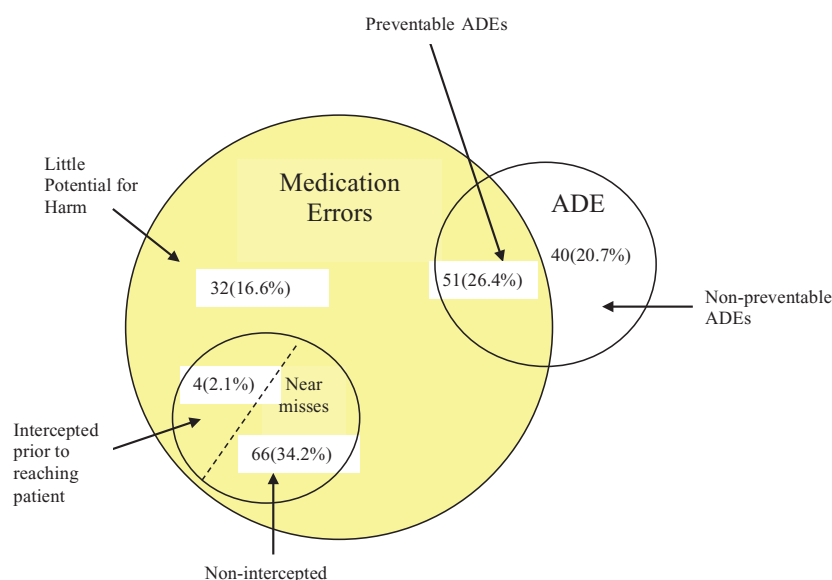 Preventable ADEs
Little
Potential for
Harm
Medication
Errors
ADE
40(20.7%)
51(26.4%)
32(16.6%)
Non-preventable
ADEs
4(2.1%)
Near
misses
66(34.2%)
Intercepted
prior to
reaching
patient
Non-intercepted